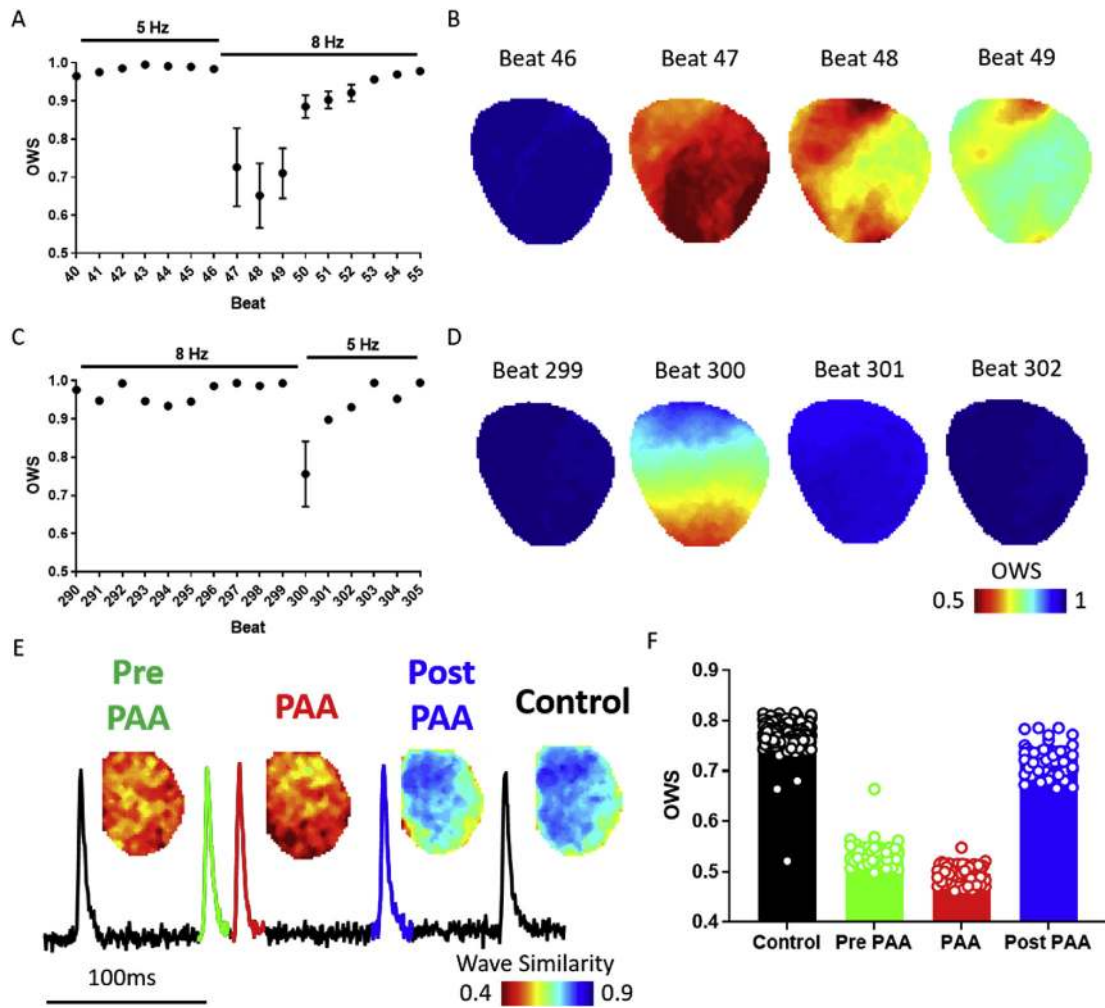 A
5 Hz
8 Hz
1.0
0.9
0.8
0.7
0.6
0.5
OWS
40 41 42 43 44 45 46 47 48 49 50 51 52 53 54 55
Beat
B
Beat 46 Beat 47 Beat 48 Beat 49
C
8 Hz
5 Hz
1.0
0.9
0.8
0.7
0.6
0.5
OWS
290 291 292 293 294 295 296 297 298 299 300 301 302 303 304 305
Beat
D
Beat 299 Beat 300 Beat 301 Beat 302
OWS
0.5 1
E
Pre
PAA
PAA
Post
PAA
Control
100ms
Wave Similarity
0.4 0.9
F
0.9
0.8
0.7
0.6
0.5
0.4
OWS
Control Pre PAA PAA Post PAA